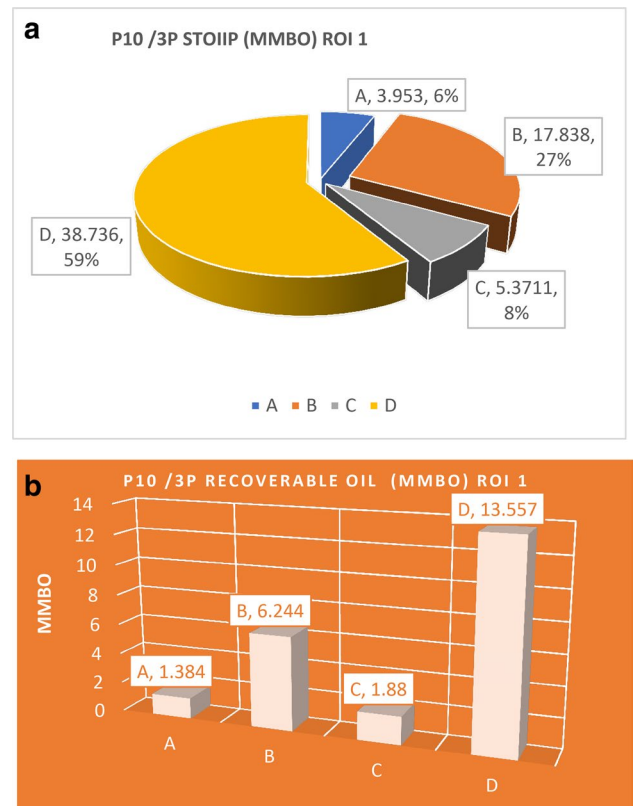 a
P10 /3P STOIIP (MMBO) ROI 1
A, 3.953, 6%
B, 17.838,
27%
D, 38.736,
59%
C, 5.3711,
8%
A B C D
b
P10 /3P RECOVERABLE OIL (MMBO) ROI 1
MMBO
14
12
10
8
6
4
2
0
D, 13.557
B, 6.244
A, 1.384
C, 1.88
A
B
C
D